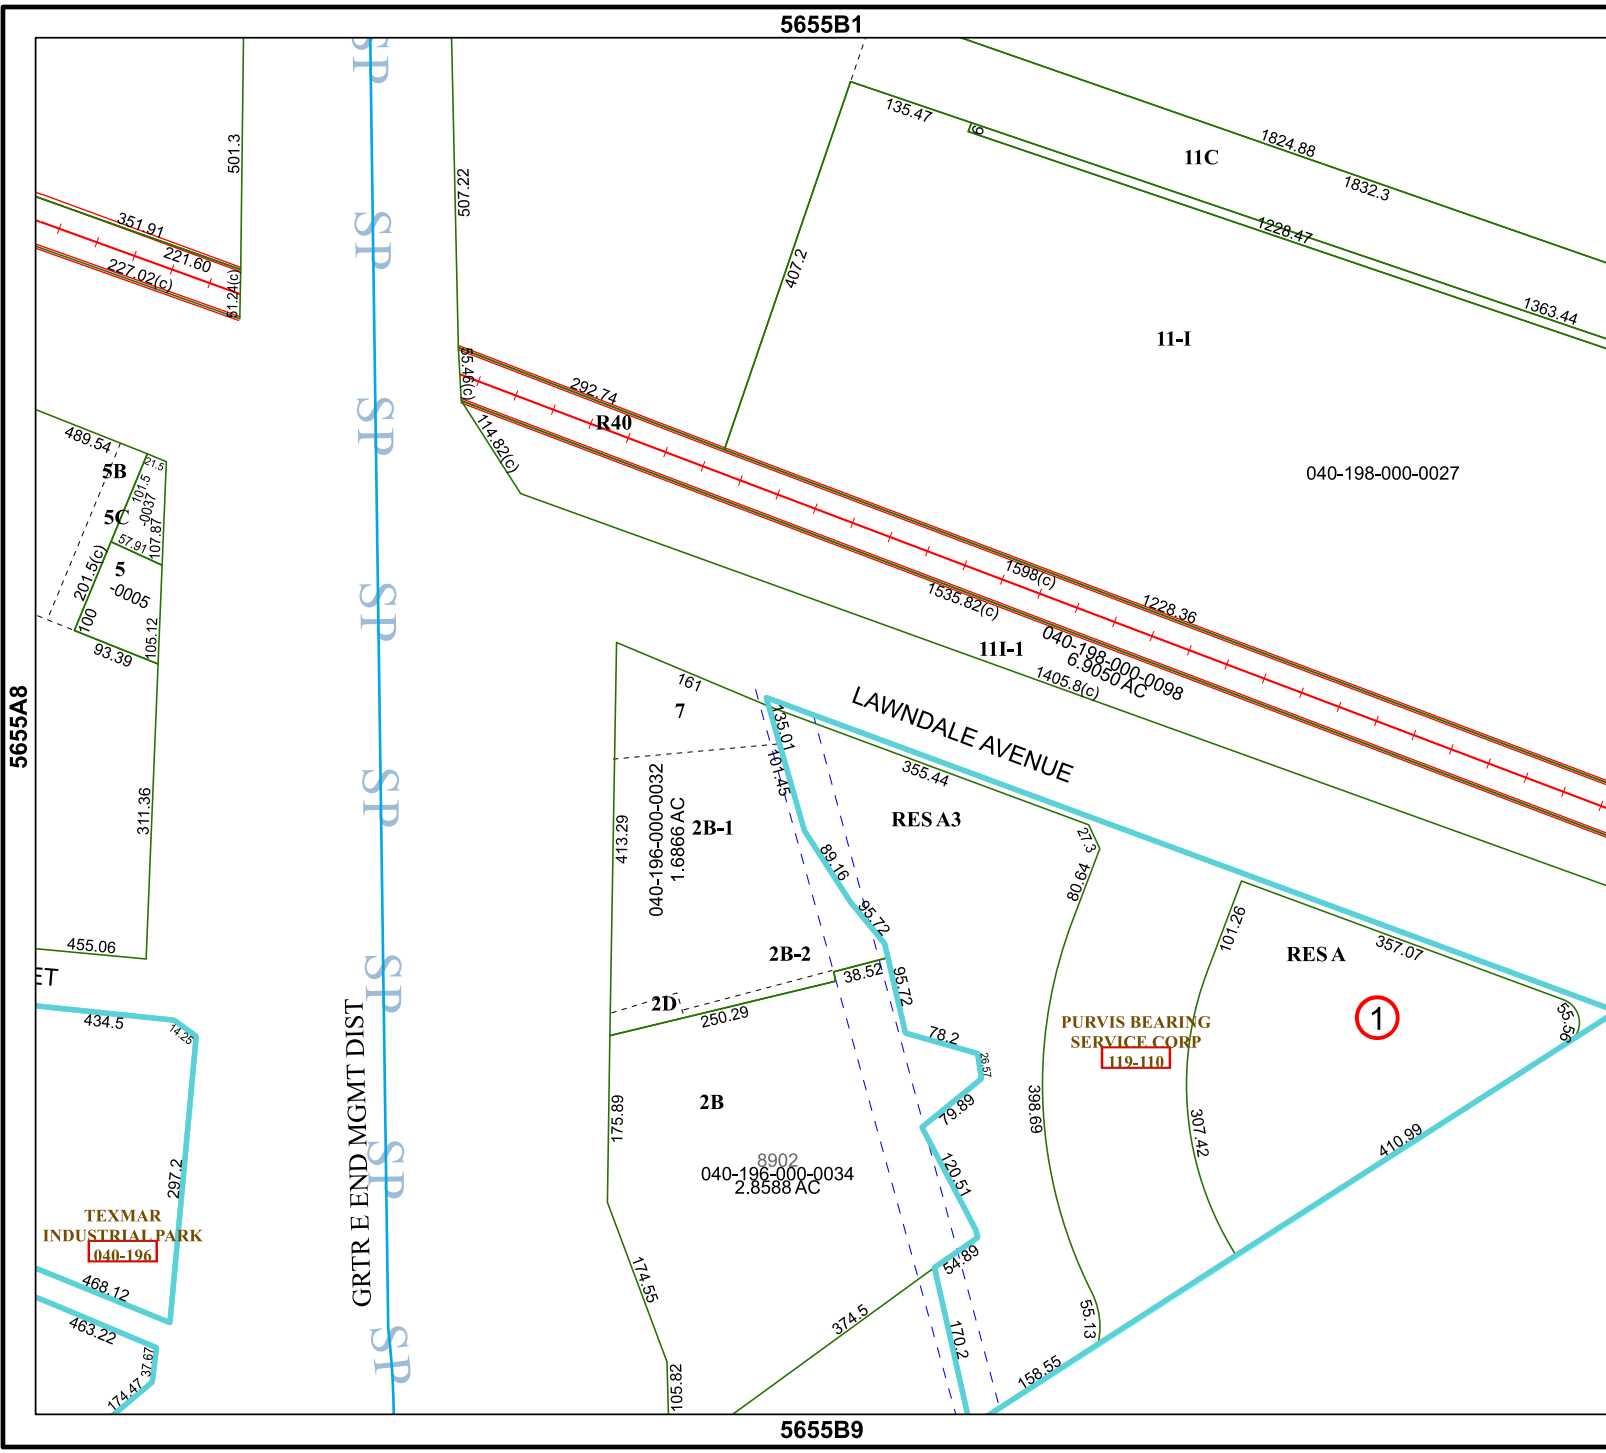 5655B1
5655A8
SP
SP
SP
SP
SP
SP
SP
SP
501.3
507.22
135.47
6
11C
1824.88
1832.3
1228.47
1363.44
351.91
221.60
227.02(c)
51.24(c)
407.2
11-I
55.46(c)
292.74
R40
114.82(c)
040-198-000-0027
489.54
21.5
5B
101.5
-0037
5C
107.87
57.91
201.5(c)
5
-0005
100
105.12
93.39
1598(c)
1535.82(c)
1228.36
040-198-000-0098
6.9050 AC
11I-1
1405.8(c)
161
7
135.01
LAWNDALE AVENUE
101.45
355.44
311.36
413.29
040-196-000-0032
1.6866 AC
2B-1
RES A3
27.3
89.16
80.64
95.72
101.26
357.07
RES A
455.06
ET
2B-2
38.52
95.72
2D
250.29
434.5
14.25
GRTR E END MGMT DIST
78.2
26.57
PURVIS BEARING
SERVICE CORP
119-110
1
55.56
2B
175.89
79.89
398.69
307.42
410.99
8902
040-196-000-0034
2.8588 AC
120.51
297.2
TEXMAR
INDUSTRIAL PARK
040-196
468.12
463.22
37.67
174.47
174.55
54.89
374.5
170.2
55.13
158.55
105.82
5655B9